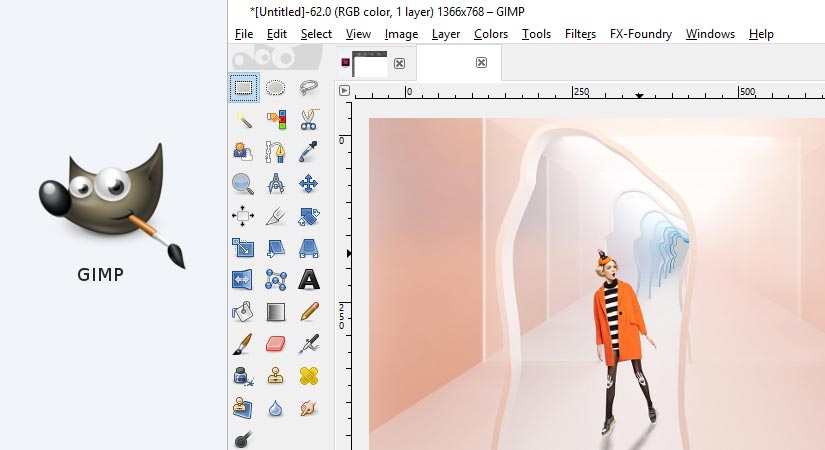 *[Untitled]-62.0 (RGB color, 1 layer) 1366x768 – GIMP
File Edit Select View Image Layer Colors Tools Filters FX-Foundry Windows Help
0 250 500
0
250
GIMP